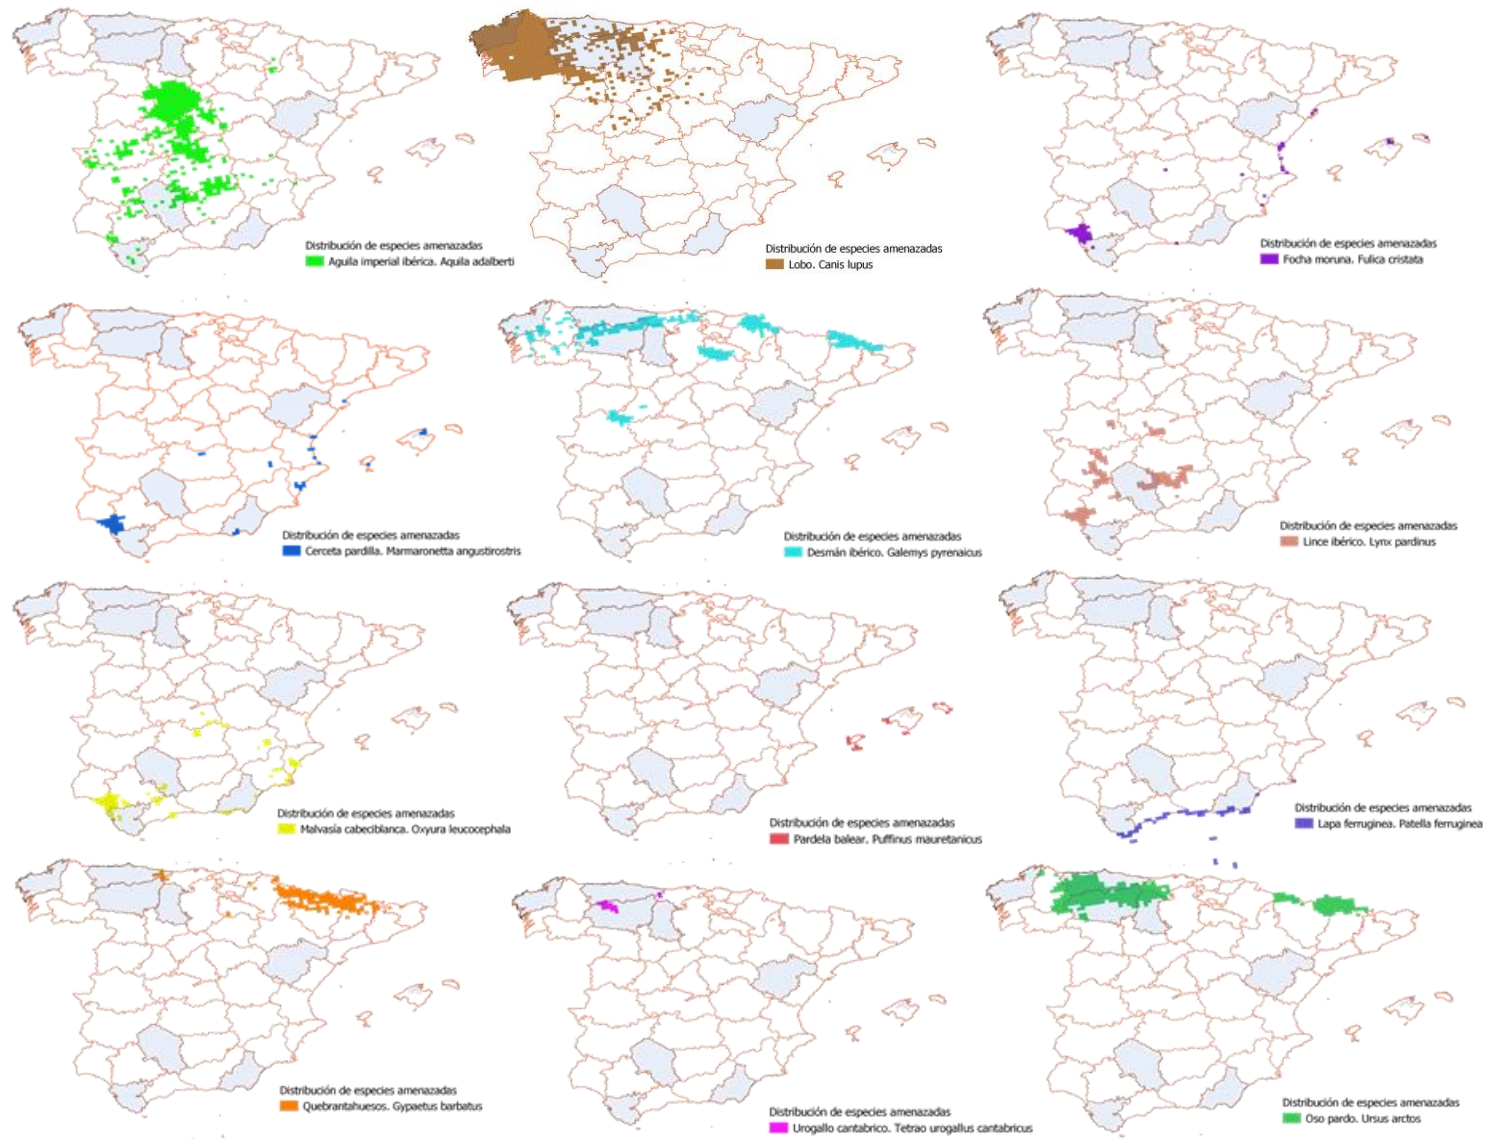 Distribución de especies amenazadas
Aguila imperial ibérica. Aquila adalberti
Distribución de especies amenazadas
Lobo. Canis lupus
Distribución de especies amenazadas
Focha moruna. Fulica cristata
Distribución de especies amenazadas
Cerceta pardilla. Marmaronetta angustirostris
Distribución de especies amenazadas
Desmán ibérico. Galemys pyrenaicus
Distribución de especies amenazadas
Lince ibérico. Lynx pardinus
Distribución de especies amenazadas
Malvasía cabeciblanca. Oxyura leucocephala
Distribución de especies amenazadas
Pardela balear. Puffinus mauretanicus
Distribución de especies amenazadas
Lapa ferruginea. Patella ferruginea
Distribución de especies amenazadas
Quebrantahuesos. Gypaetus barbatus
Distribución de especies amenazadas
Urogallo cantabrico. Tetrao urogallus cantabricus
Distribución de especies amenazadas
Oso pardo. Ursus arctos